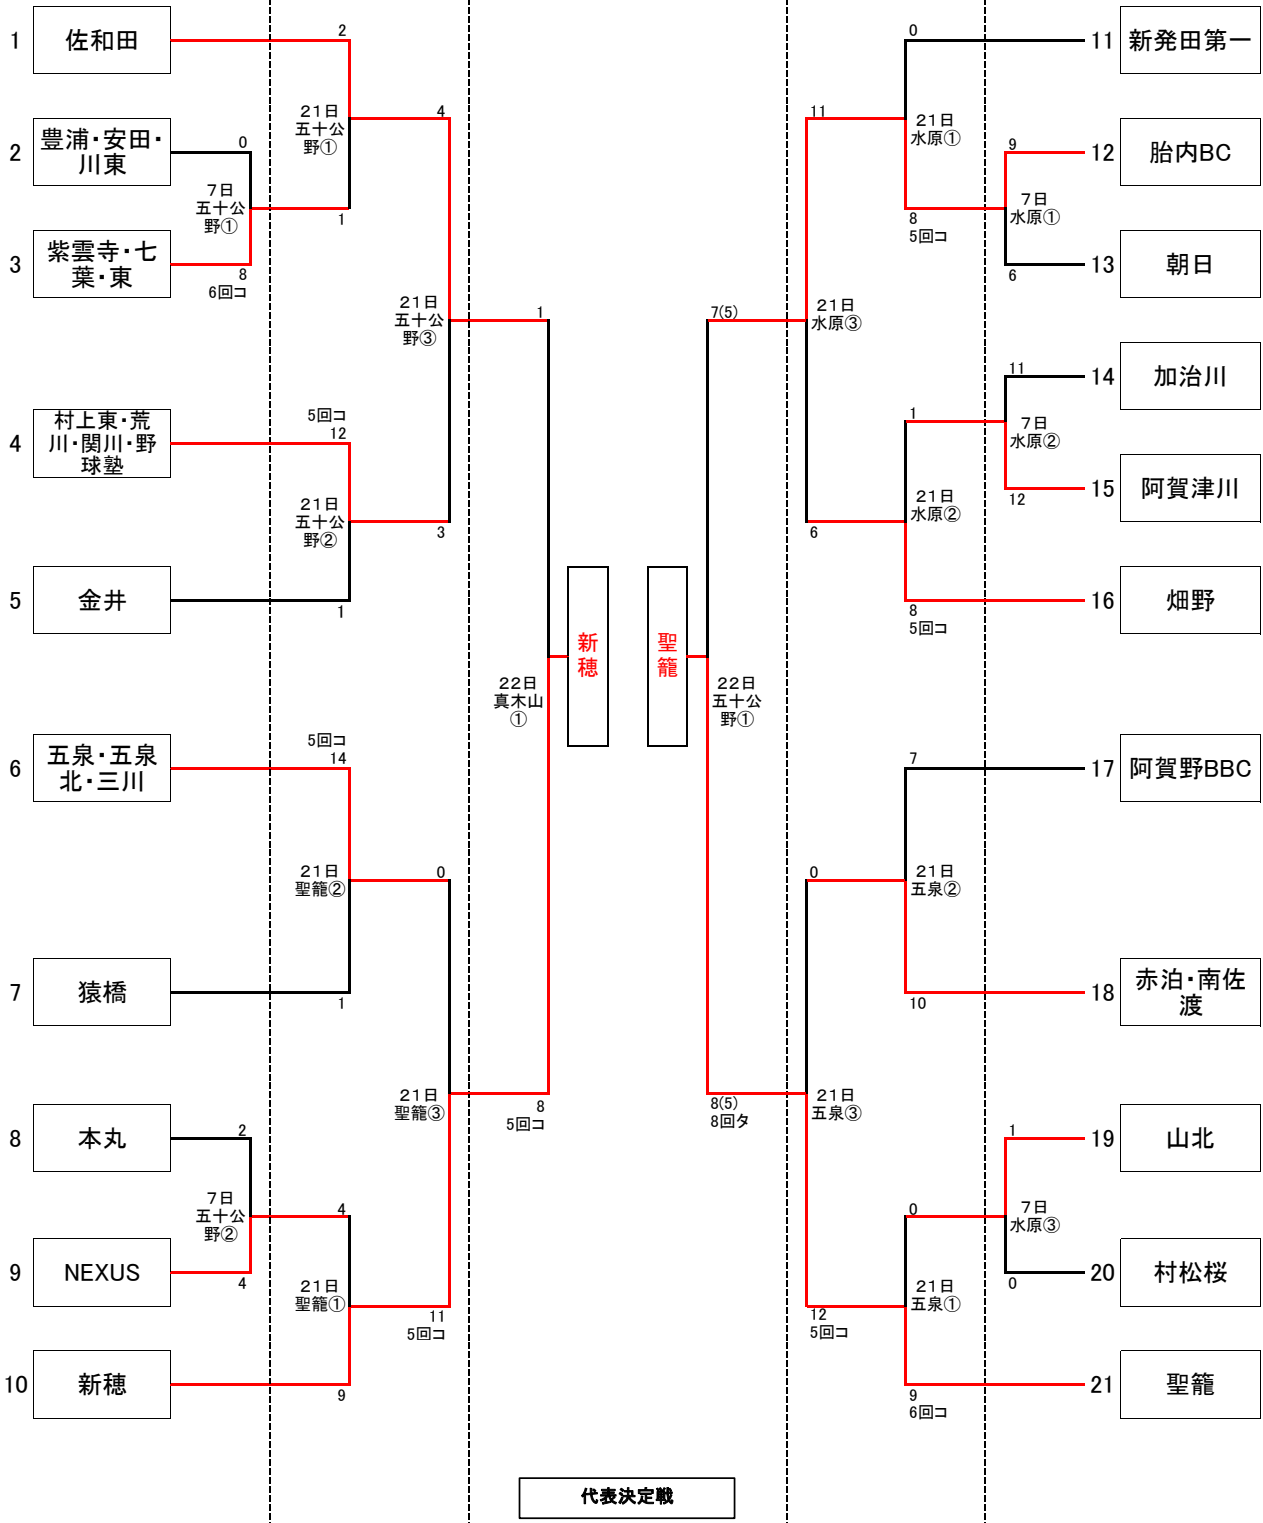 1
佐和田
2
豊浦・安田・
川東
3
紫雲寺・七
葉・東
4
村上東・荒
川・関川・野
球塾
5
金井
6
五泉・五泉
北・三川
7
猿橋
8
本丸
9
NEXUS
10
新穂
0
7日
五十公
野①
8
6回コ
2
7日
五十公
野②
4
2
21日
五十公
野①
1
5回コ
12
21日
五十公
野②
1
5回コ
14
21日
聖籠②
1
4
21日
聖籠①
9
4
21日
五十公
野③
3
0
21日
聖籠③
11
5回コ
1
22日
真木山
①
8
5回コ
新
穂
聖
籠
7(5)
22日
五十公
野①
8(5)
8回タ
11
21日
水原③
6
0
21日
五泉③
12
5回コ
0
21日
水原①
8
5回コ
1
21日
水原②
8
5回コ
7
21日
五泉②
10
0
21日
五泉①
9
6回コ
9
7日
水原①
6
11
7日
水原②
12
1
7日
水原③
0
11
新発田第一
12
胎内BC
13
朝日
14
加治川
15
阿賀津川
16
畑野
17
阿賀野BBC
18
赤泊・南佐
渡
19
山北
20
村松桜
21
聖籠
代表決定戦